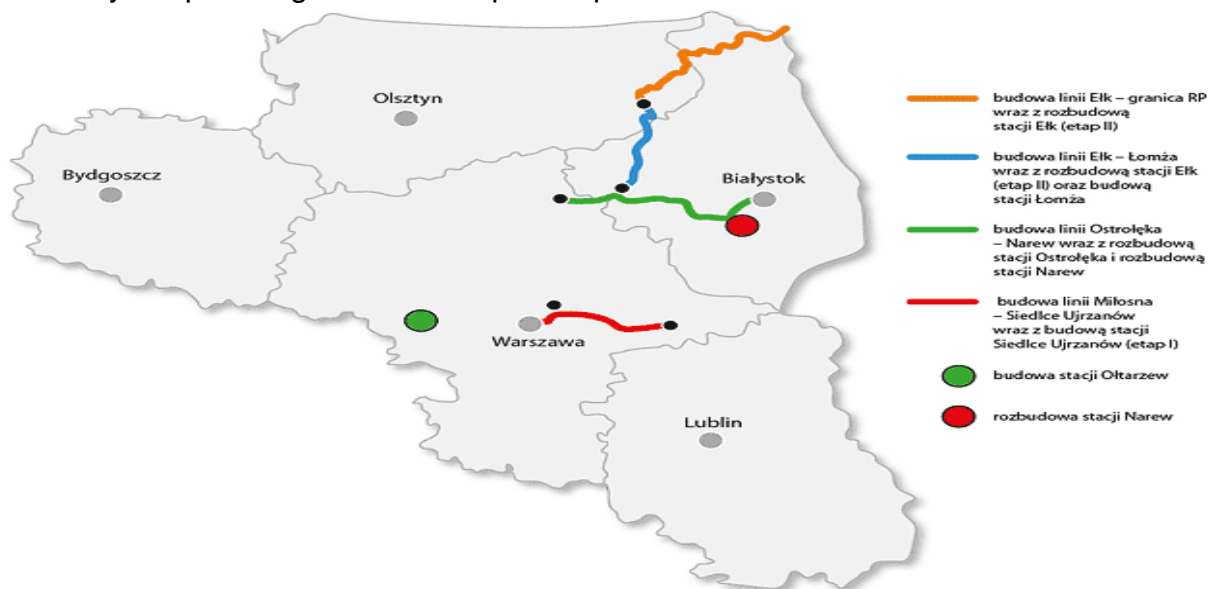 Olsztyn
Bydgoszcz
Białystok
Warszawa
Lublin
budowa linii Ełk – granica RP
wraz z rozbudową
stacji Ełk (etap II)
budowa linii Ełk – Łomża
wraz z rozbudową stacji Ełk
(etap II) oraz budową
stacji Łomża
budowa linii Ostrołęka
– Narew wraz z rozbudową
stacji Ostrołęka i rozbudową
stacji Narew
budowa linii Miłosna
– Siedlce Ujrzanów
wraz z budową stacji
Siedlce Ujrzanów (etap I)
budowa stacji Ołtarzew
rozbudowa stacji Narew